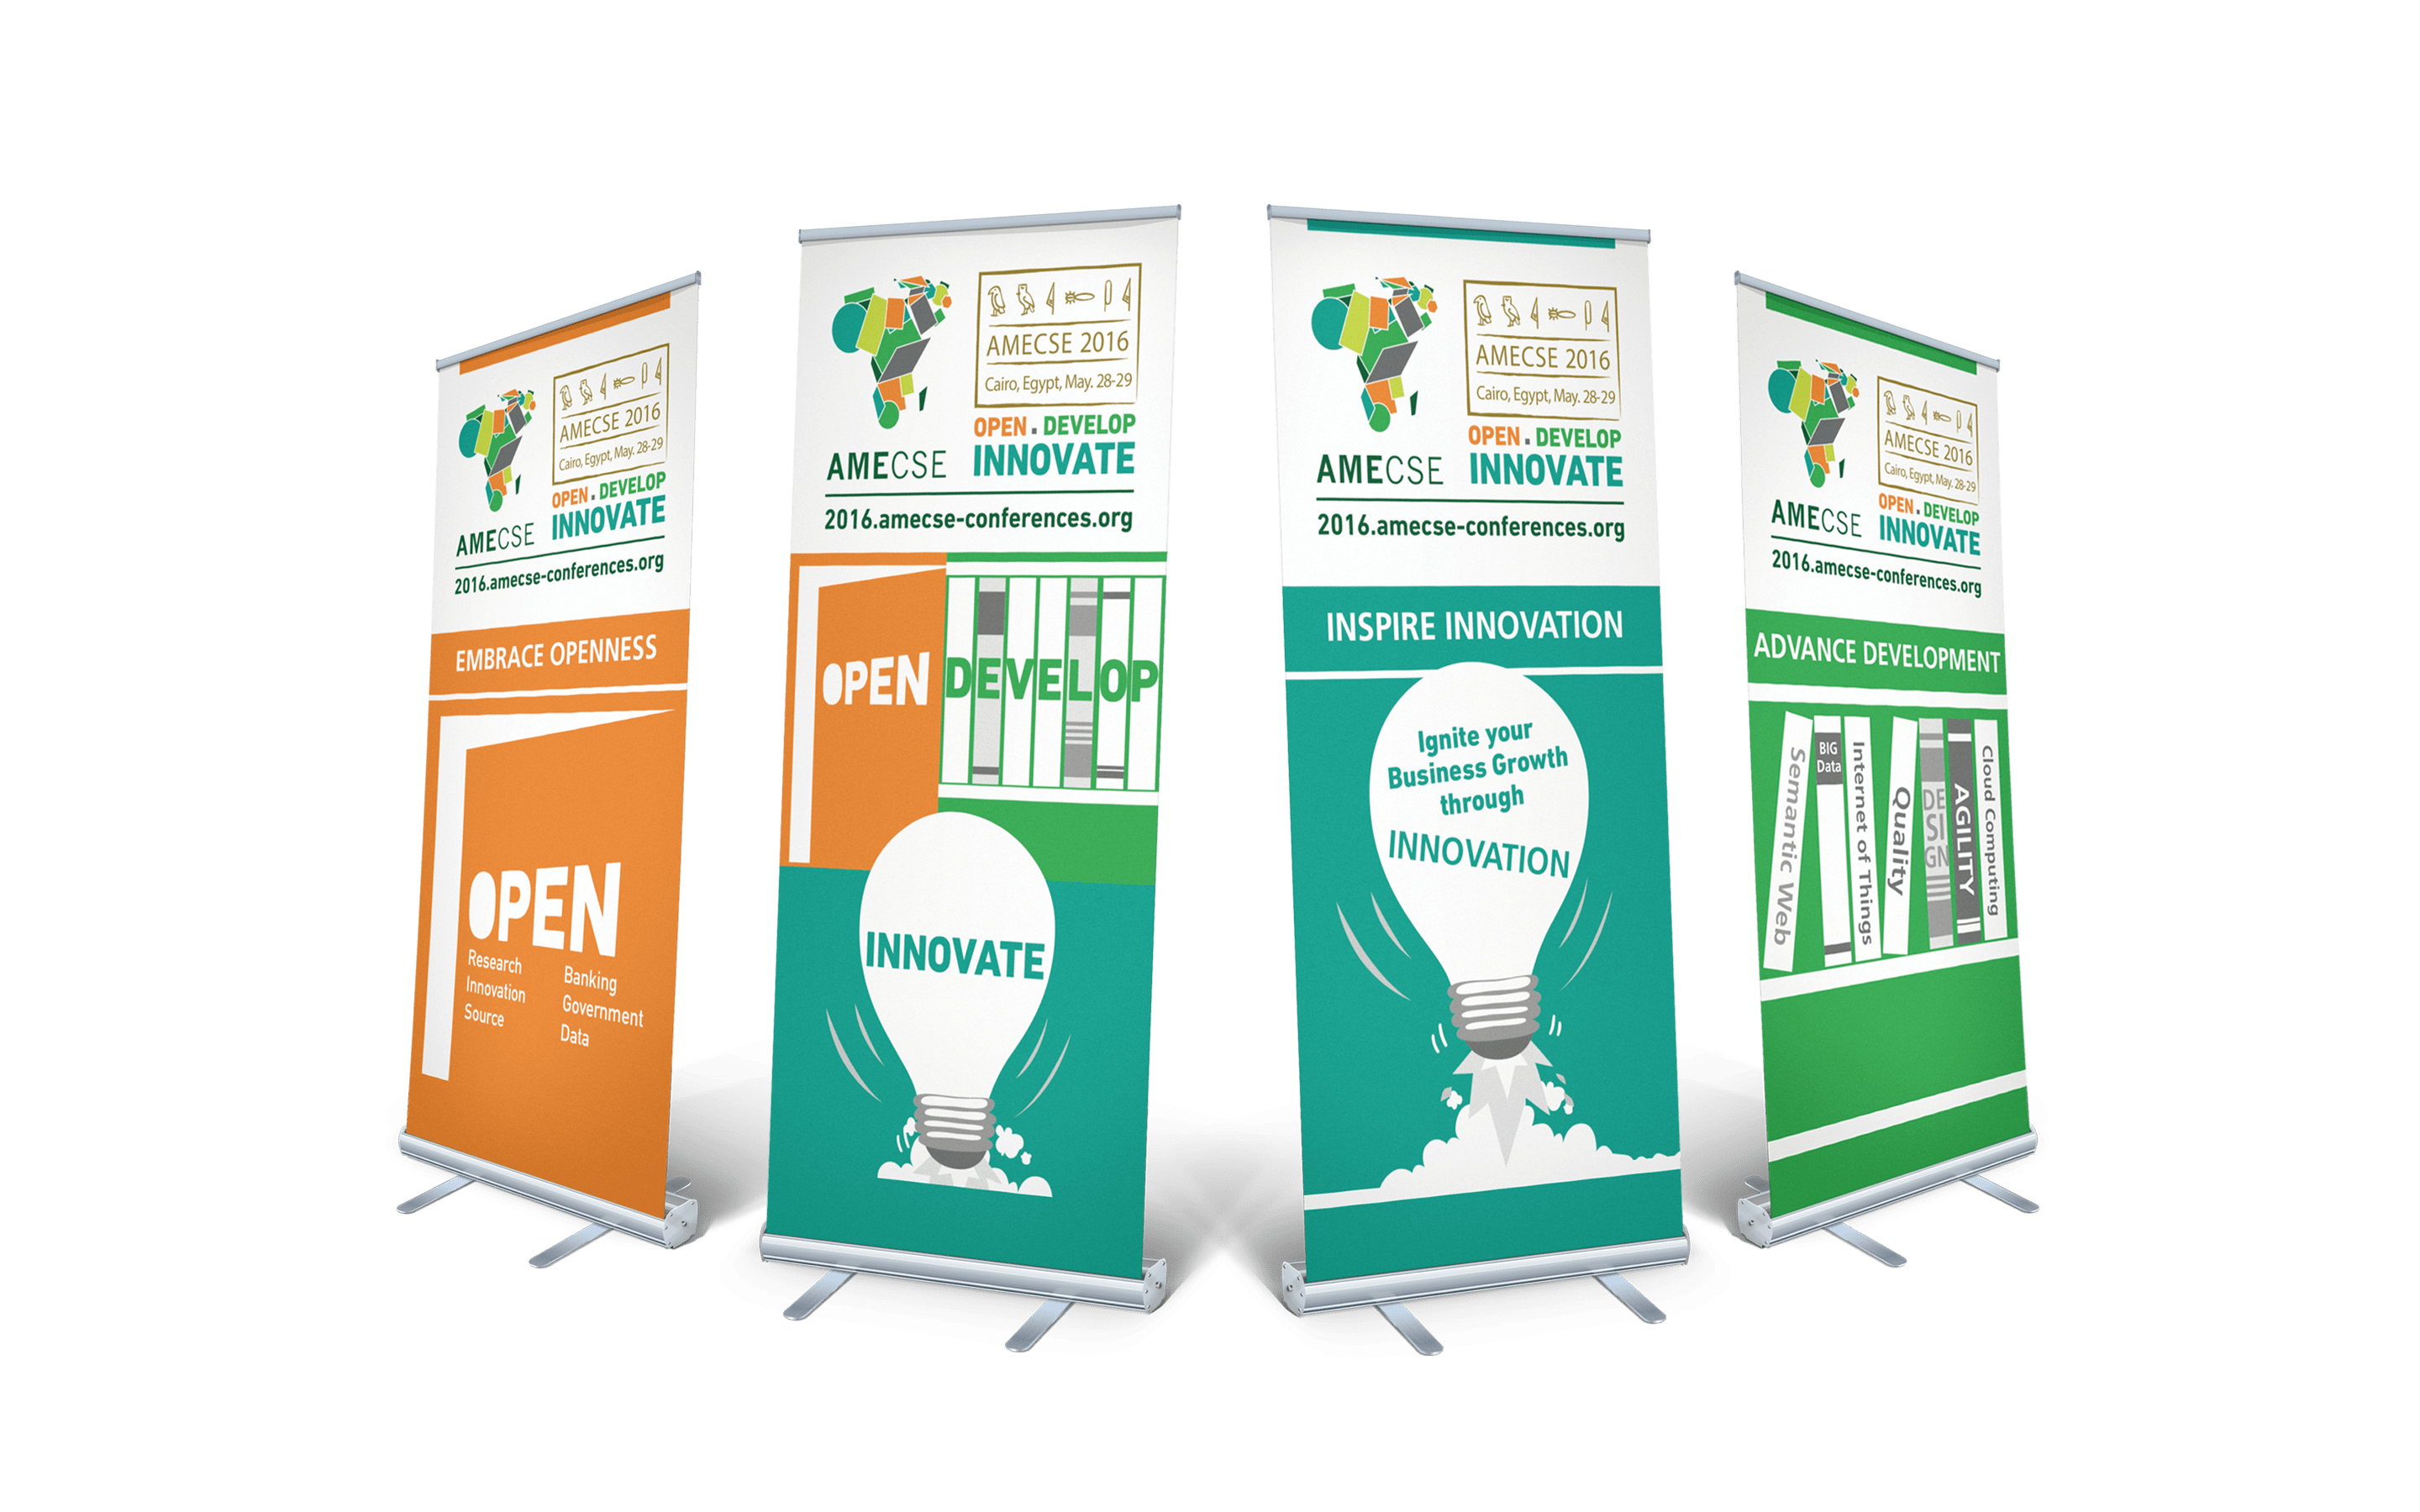 AMECSE 2016
Cairo, Egypt, May. 28-29
OPEN . DEVELOP
INNOVATE
AMECSE
2016.amecse-conferences.org
EMBRACE OPENNESS
OPEN
Research
Innovation
Source
Banking
Government
Data
AMECSE 2016
Cairo, Egypt, May. 28-29
OPEN . DEVELOP
INNOVATE
AMECSE
2016.amecse-conferences.org
OPEN
DEVELOP
INNOVATE
AMECSE 2016
Cairo, Egypt, May. 28-29
OPEN . DEVELOP
INNOVATE
AMECSE
2016.amecse-conferences.org
INSPIRE INNOVATION
Ignite your
Business Growth
through
INNOVATION
AMECSE 2016
Cairo, Egypt, May. 28-29
OPEN . DEVELOP
INNOVATE
AMECSE
2016.amecse-conferences.org
ADVANCE DEVELOPMENT
Semantic Web
BIG
Data
Internet of Things
Quality
DE
SI
GN
AGILITY
Cloud Computing